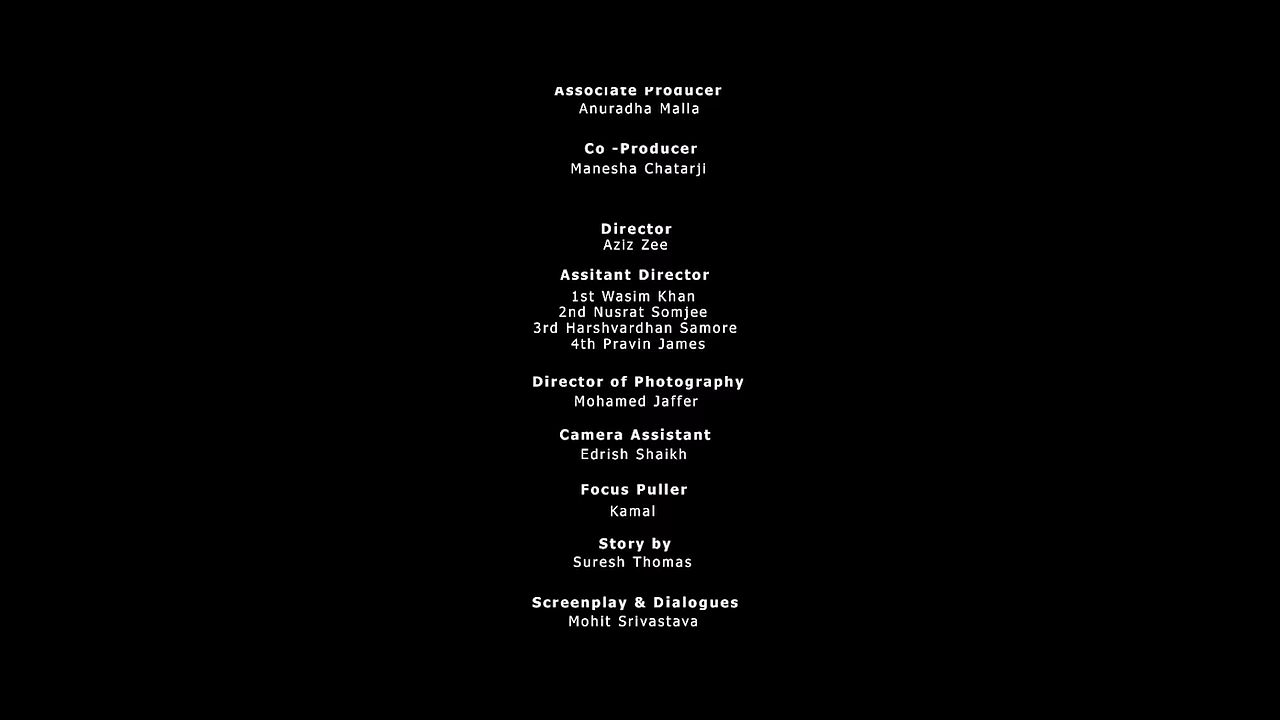 Associate Producer
Anuradha Malla
Co -Producer
Manesha Chatarji
Director
Aziz Zee
Assitant Director
1st Wasim Khan
2nd Nusrat Somjee
3rd Harshvardhan Samore
4th Pravin James
Director of Photography
Mohamed Jaffer
Camera Assistant
Edrish Shaikh
Focus Puller
Kamal
Story by
Suresh Thomas
Screenplay & Dialogues
Mohit Srivastava